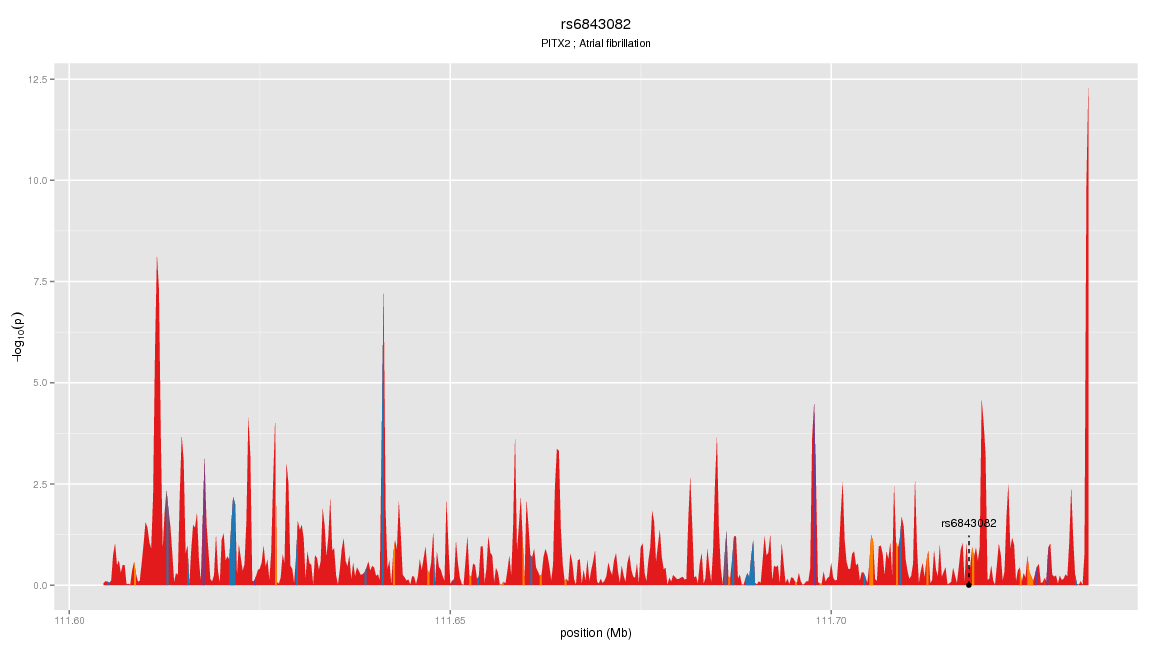 rs6843082
PITX2 ; Atrial fibrillation
12.5
10.0
7.5
5.0
2.5
0.0
−log10(p)
rs6843082
111.60
111.65
111.70
position (Mb)